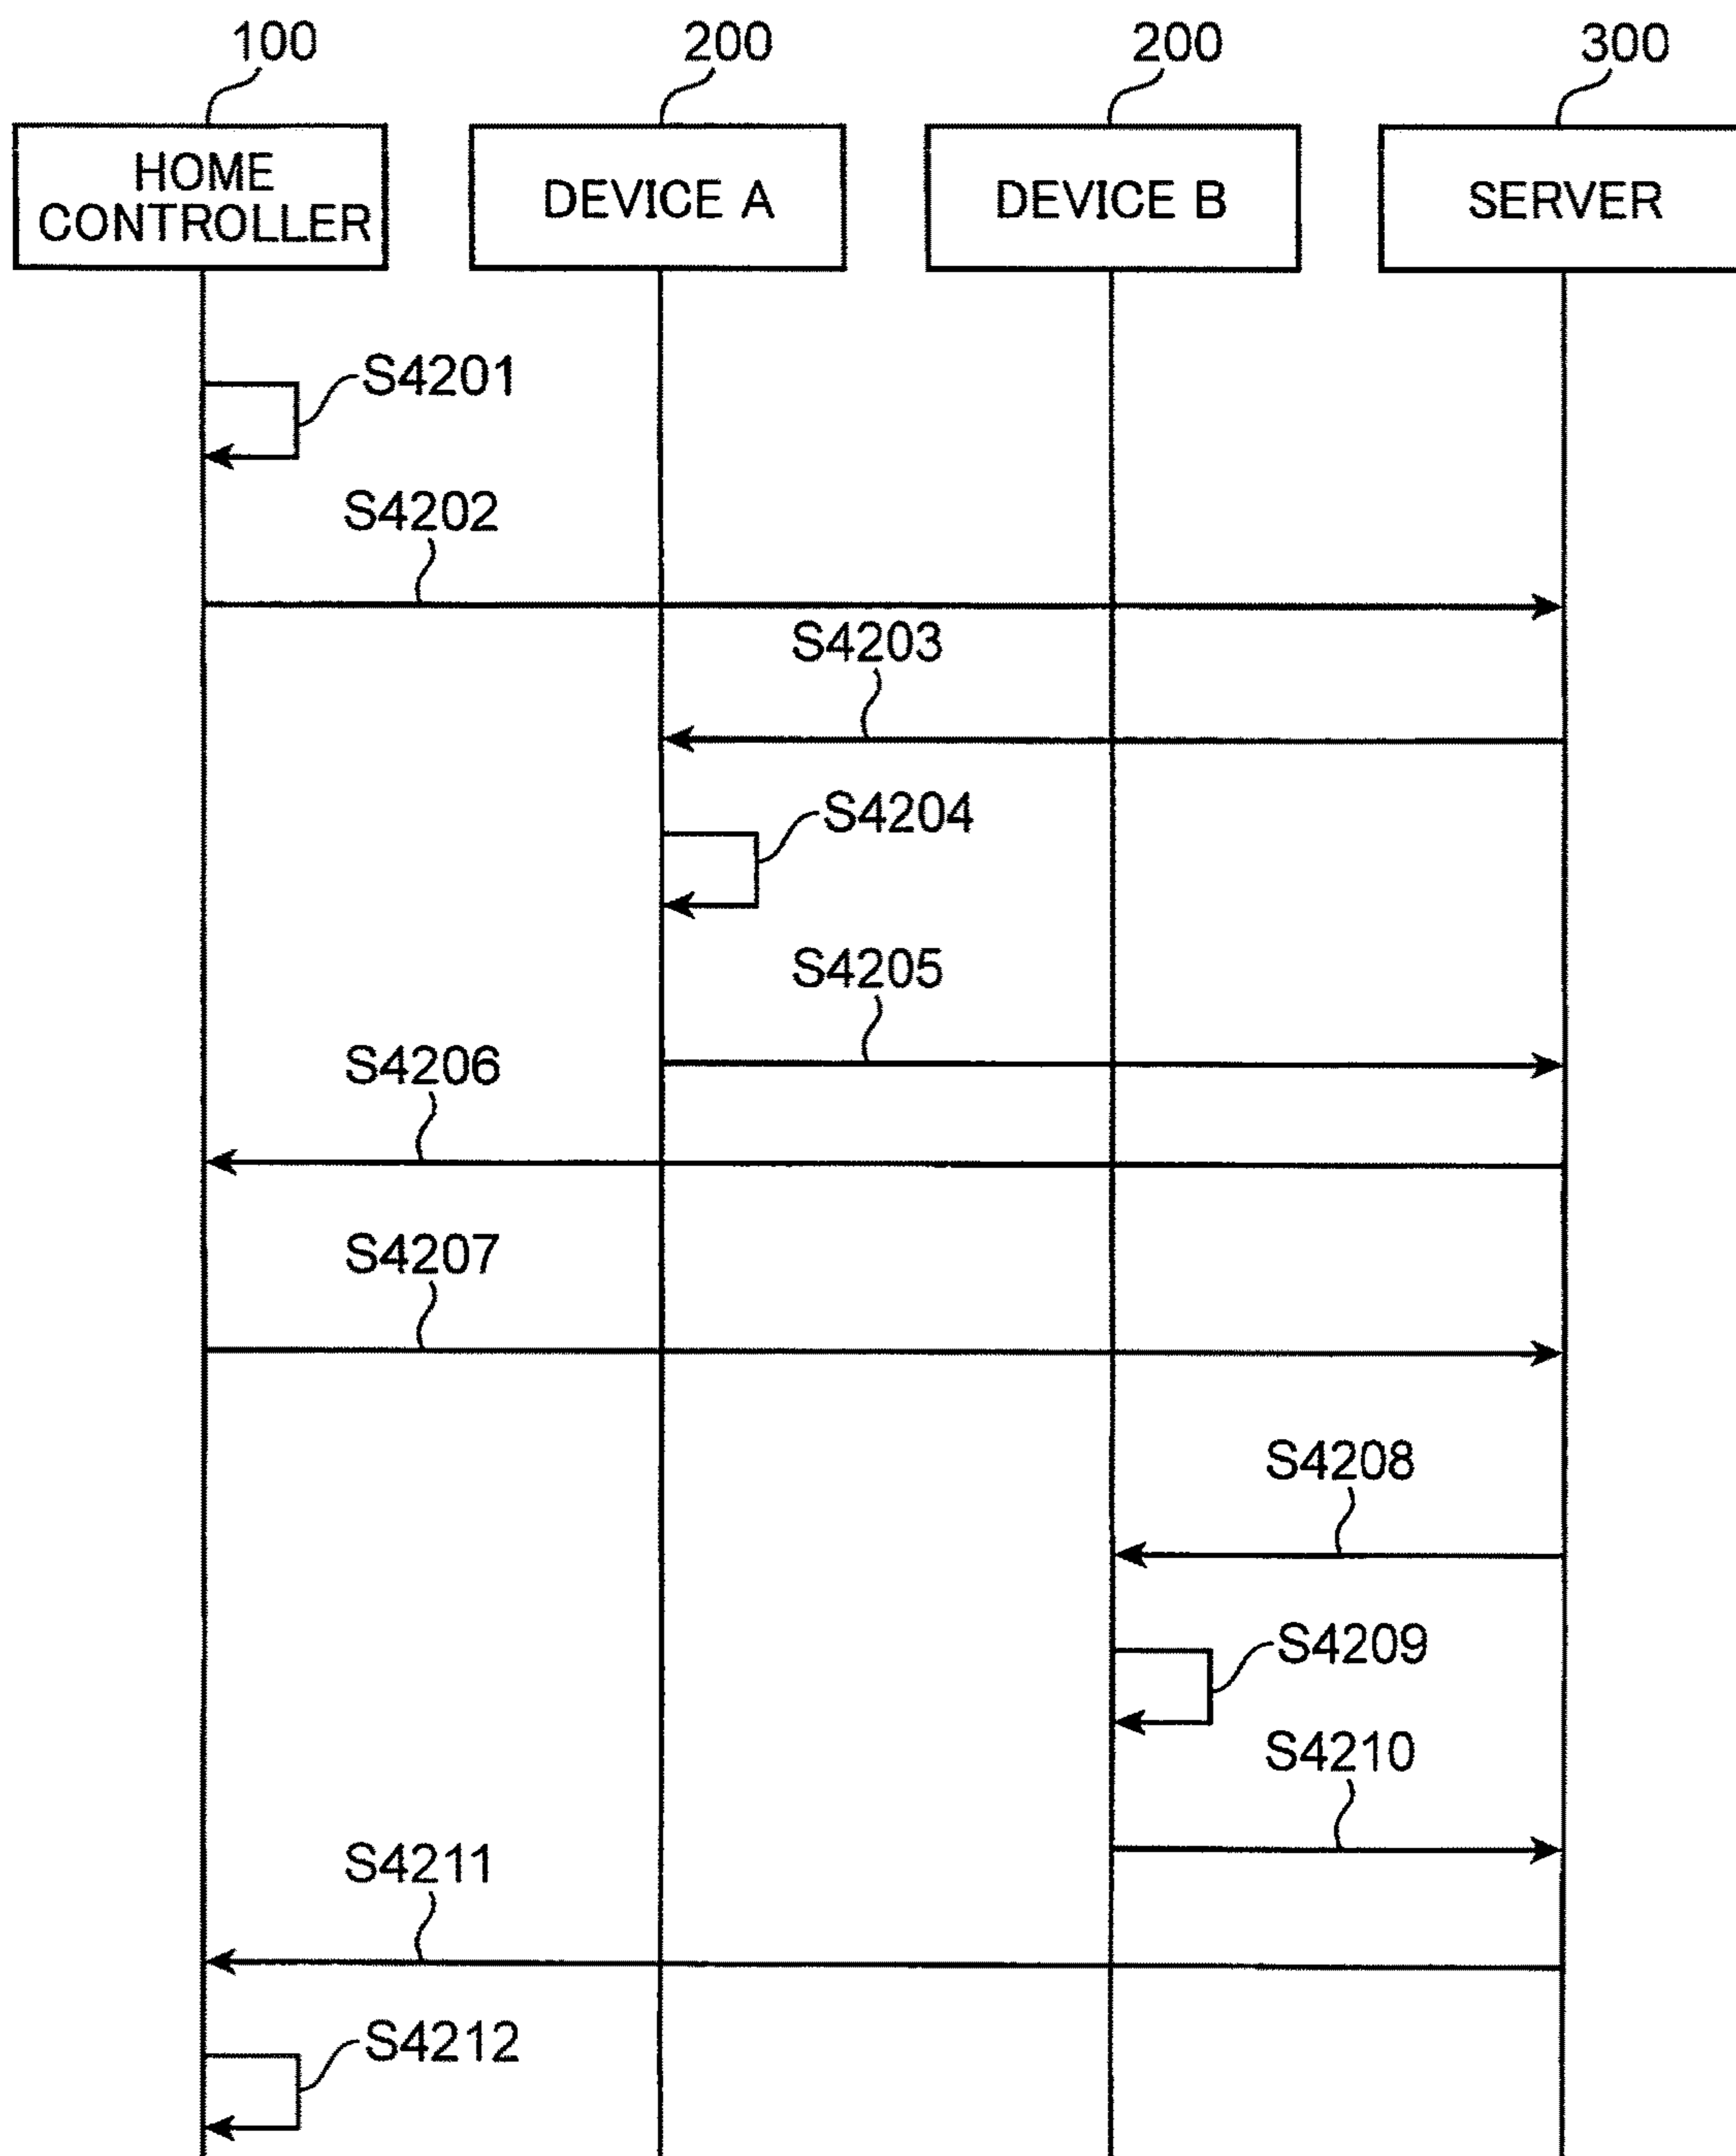 100
200
200
300
HOME
CONTROLLER
DEVICE A
DEVICE B
SERVER
S4201
S4202
S4203
S4204
S4205
S4206
S4207
S4208
S4209
S4210
S4211
S4212